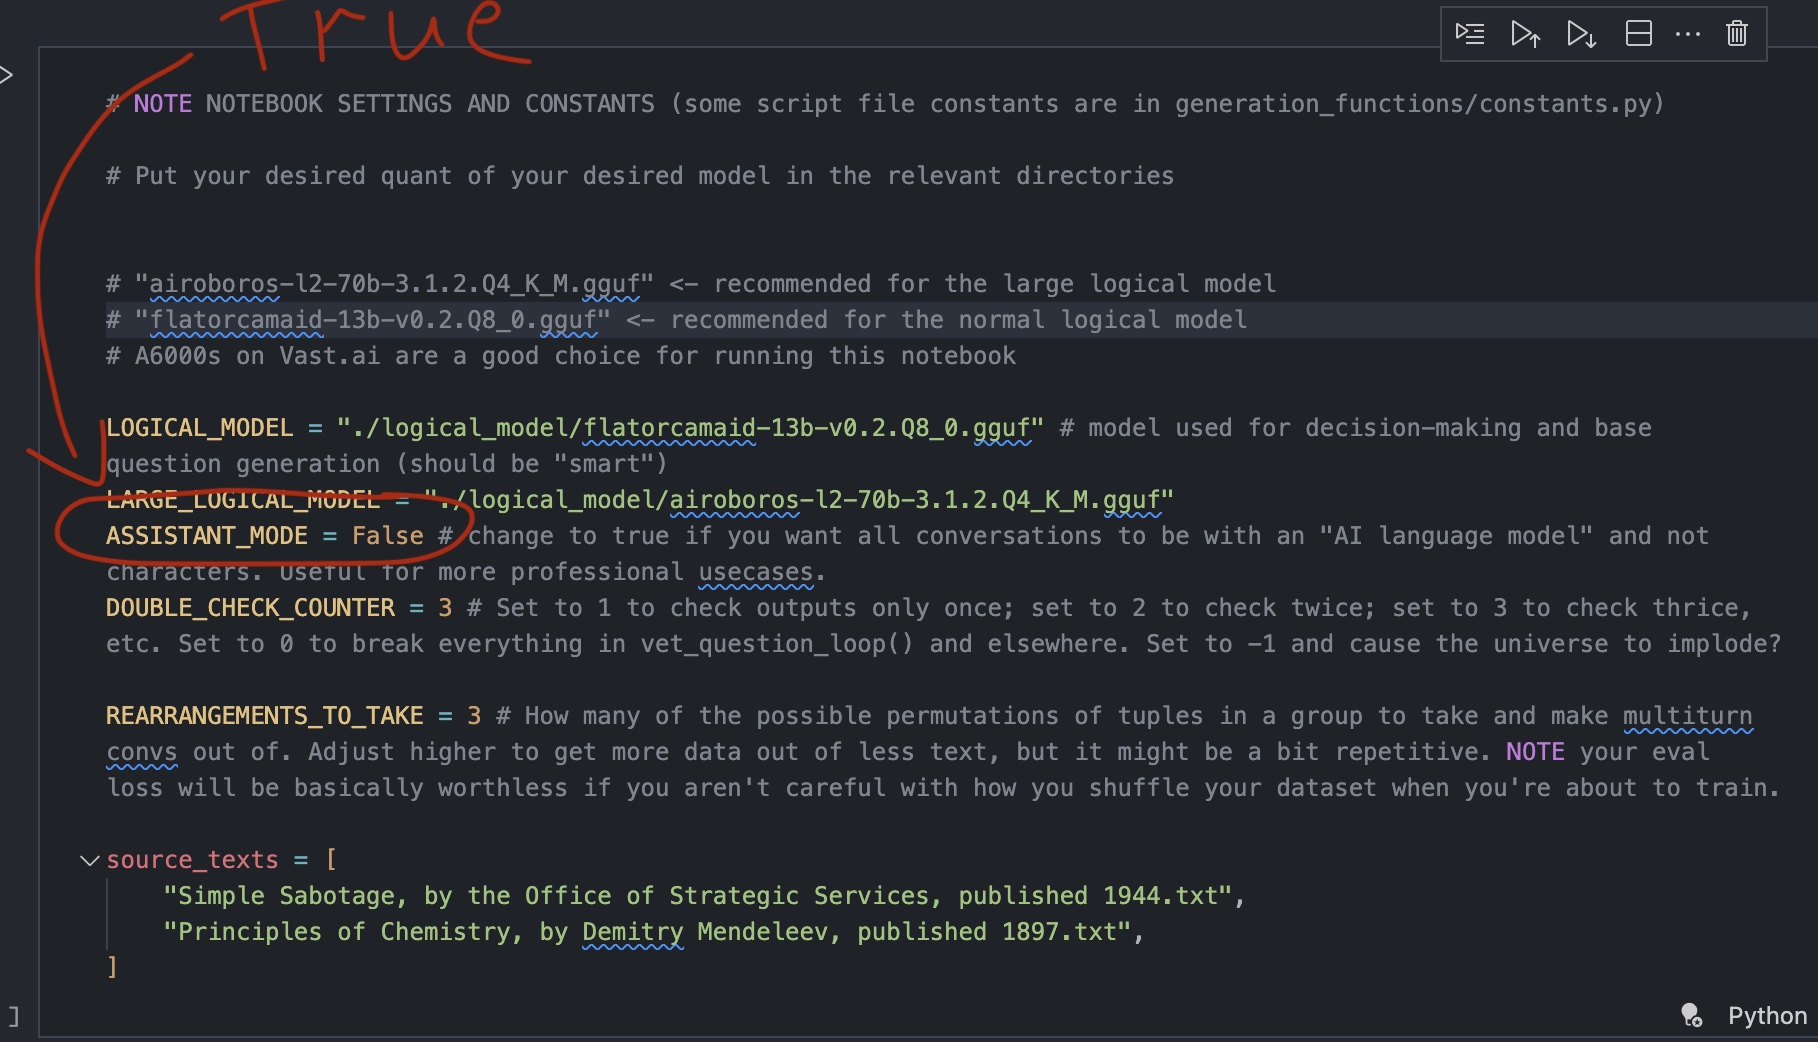 True
# NOTE NOTEBOOK SETTINGS AND CONSTANTS (some script file constants are in generation_functions/constants.py)
# Put your desired quant of your desired model in the relevant directories
# "airoboros-l2-70b-3.1.2.Q4_K_M.gguf" <- recommended for the large logical model
# "flatorcamaid-13b-v0.2.Q8_0.gguf" <- recommended for the normal logical model
# A6000s on Vast.ai are a good choice for running this notebook
LOGICAL_MODEL = "./logical_model/flatorcamaid-13b-v0.2.Q8_0.gguf" # model used for decision-making and base
question generation (should be "smart")
LARGE_LOGICAL_MODEL = "./logical_model/airoboros-l2-70b-3.1.2.Q4_K_M.gguf"
ASSISTANT_MODE = False # change to true if you want all conversations to be with an "AI language model" and not
characters. Useful for more professional usecases.
DOUBLE_CHECK_COUNTER = 3 # Set to 1 to check outputs only once; set to 2 to check twice; set to 3 to check thrice,
etc. Set to 0 to break everything in vet_question_loop() and elsewhere. Set to -1 and cause the universe to implode?
REARRANGEMENTS_TO_TAKE = 3 # How many of the possible permutations of tuples in a group to take and make multiturn
convs out of. Adjust higher to get more data out of less text, but it might be a bit repetitive. NOTE your eval
loss will be basically worthless if you aren't careful with how you shuffle your dataset when you're about to train.
source_texts = [
"Simple Sabotage, by the Office of Strategic Services, published 1944.txt",
"Principles of Chemistry, by Demitry Mendeleev, published 1897.txt",
]
]
Python